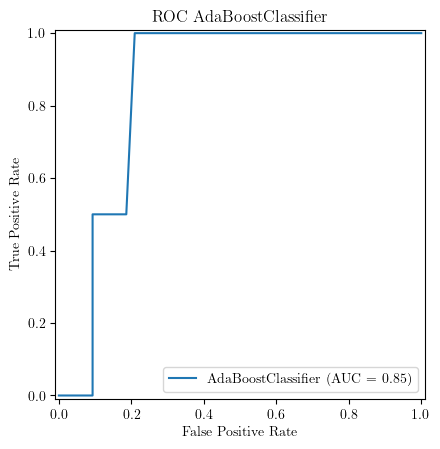 ROC AdaBoostClassifier
1.0
0.8
0.6
0.4
0.2
0.0
True Positive Rate
0.0 0.2 0.4 0.6 0.8 1.0
False Positive Rate
AdaBoostClassifier (AUC = 0.85)